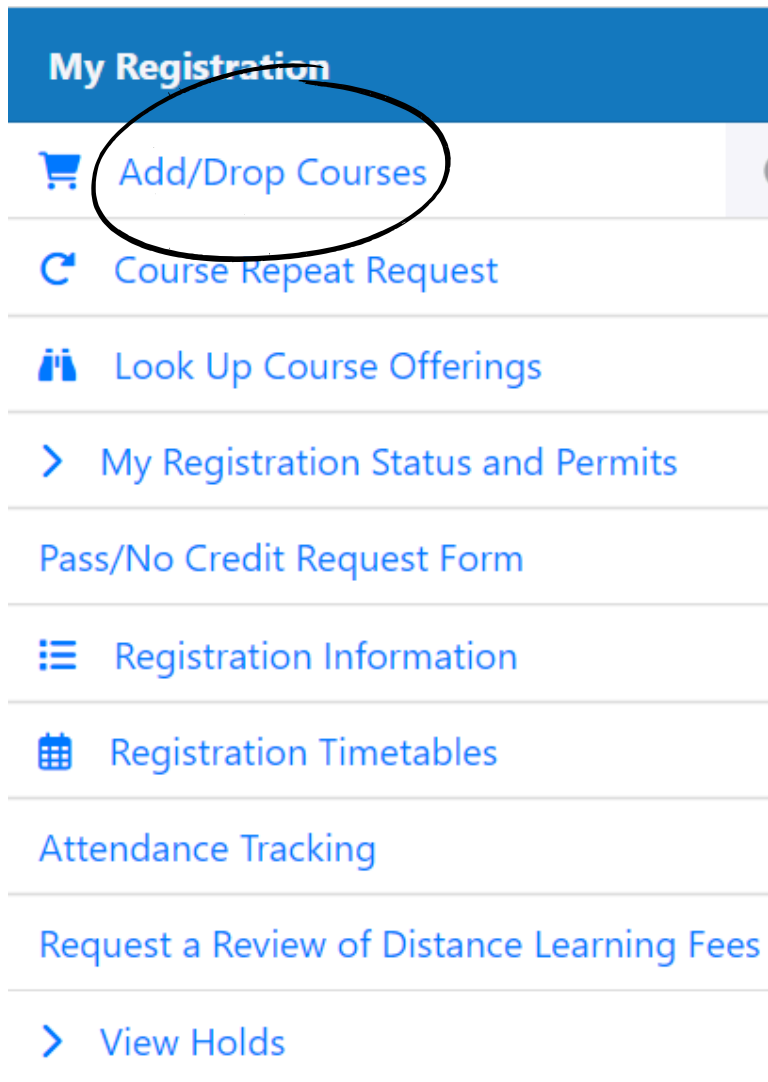 My Registration
Add/Drop Courses
Course Repeat Request
Look Up Course Offerings
My Registration Status and Permits
Pass/No Credit Request Form
Registration Information
Registration Timetables
Attendance Tracking
Request a Review of Distance Learning Fees
View Holds